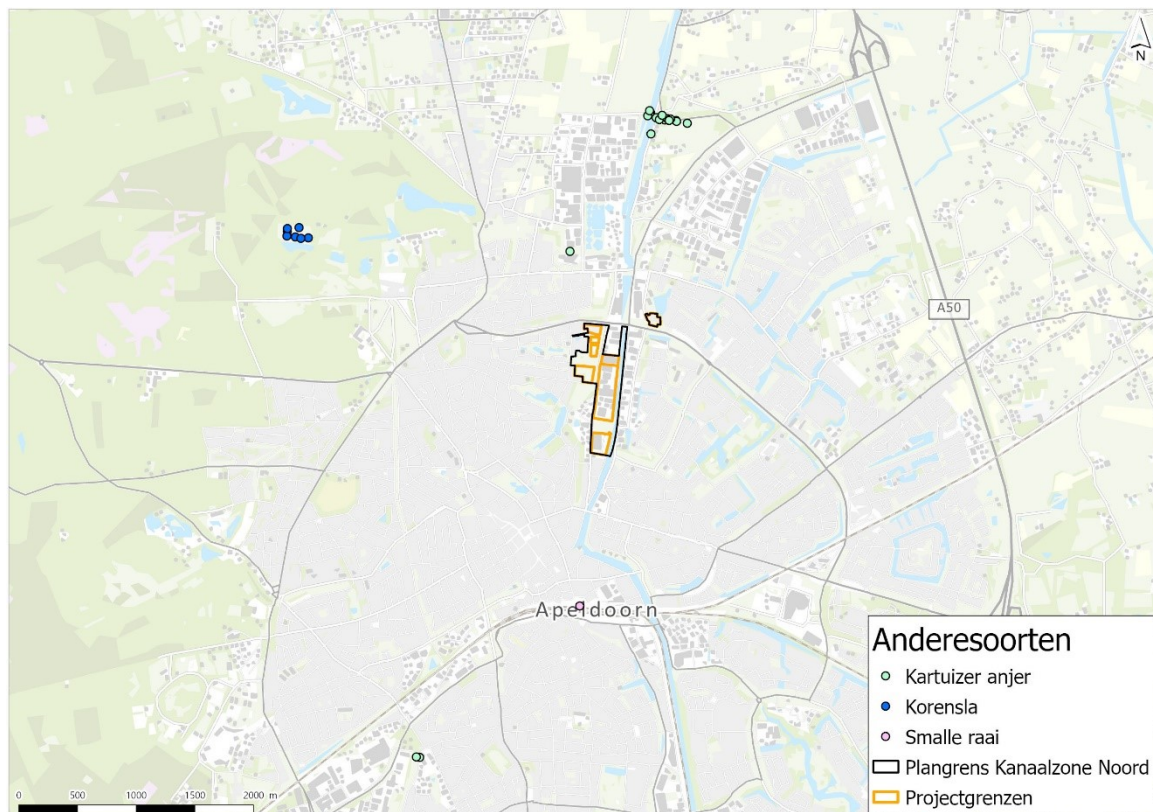 N
A50
Apeldoorn
Anderesoorten
Kartuizer anjer
Korensla
Smalle raai
Plangrens Kanaalzone Noord
Projectgrenzen
0 500 1000 1500 2000 m